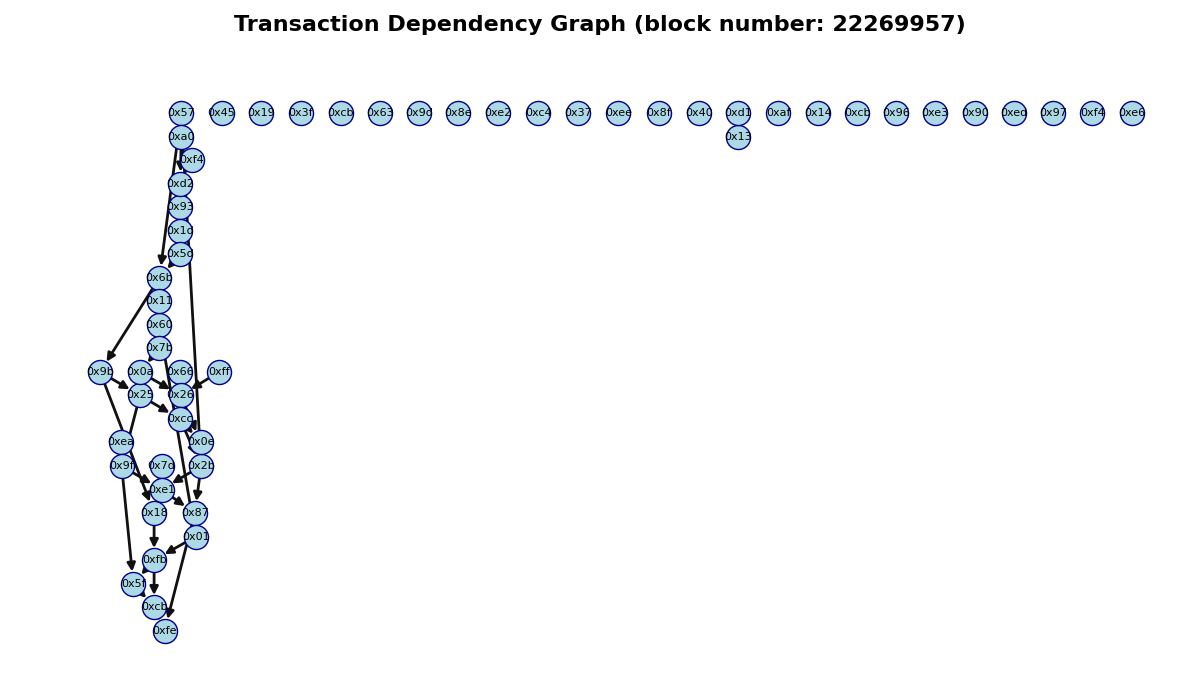 Transaction Dependency Graph (block number: 22269957)
0x57 0x45 0x19 0x3f 0xcb 0x63 0x9d 0x8e 0xe2 0xc4 0x37 0xee 0x8f 0x40 0xd1 0xaf 0x14 0xcb 0x96 0xe3 0x90 0xed 0x97 0xf4 0xe6
0xa0 0x13
0xf4
0xd2
0x93
0x1d
0x5d
0x6b
0x11
0x60
0x7b
0x9b 0x0a 0x66 0xff
0x25 0x26
0xcc
0xea 0x0e
0x9f 0x7d 0x2b
0xe1
0x18 0x87
0x01
0xfb
0x5f
0xcb
0xfe